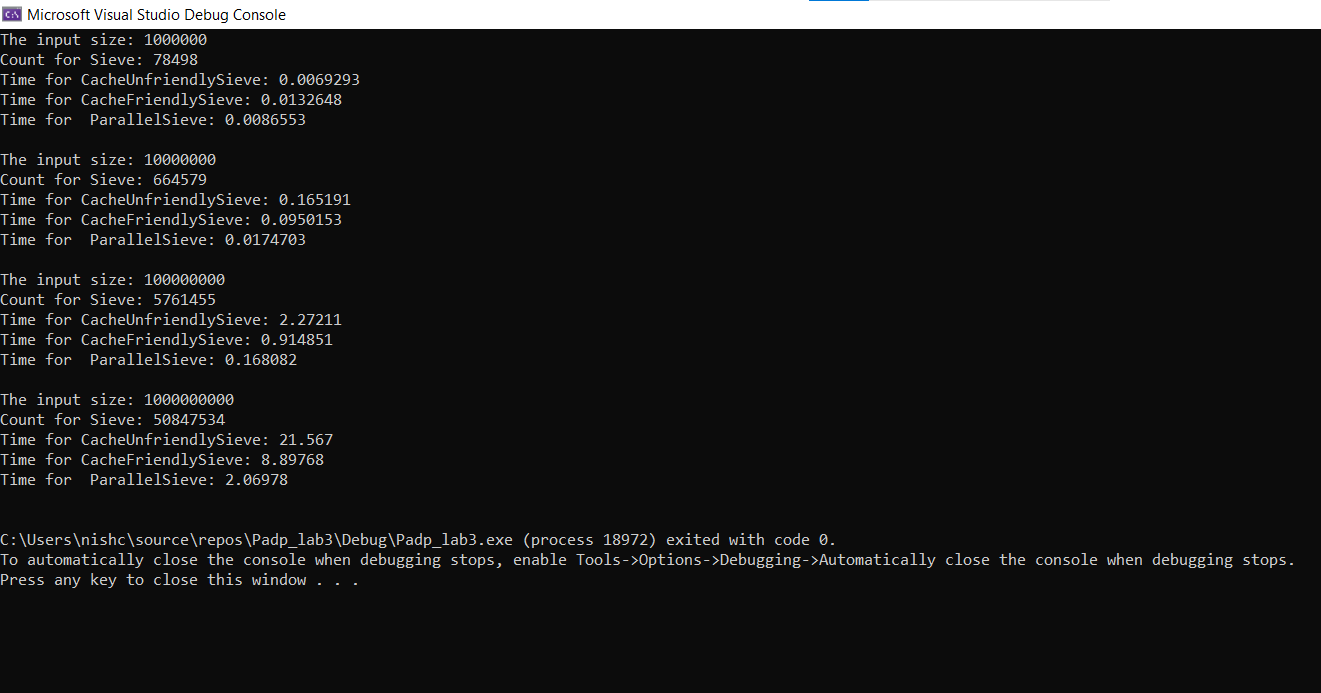 Microsoft Visual Studio Debug Console
The input size: 1000000
Count for Sieve: 78498
Time for CacheUnfriendlySieve: 0.0069293
Time for CacheFriendlySieve: 0.0132648
Time for  ParallelSieve: 0.0086553
The input size: 10000000
Count for Sieve: 664579
Time for CacheUnfriendlySieve: 0.165191
Time for CacheFriendlySieve: 0.0950153
Time for  ParallelSieve: 0.0174703
The input size: 100000000
Count for Sieve: 5761455
Time for CacheUnfriendlySieve: 2.27211
Time for CacheFriendlySieve: 0.914851
Time for  ParallelSieve: 0.168082
The input size: 1000000000
Count for Sieve: 50847534
Time for CacheUnfriendlySieve: 21.567
Time for CacheFriendlySieve: 8.89768
Time for  ParallelSieve: 2.06978
C:\Users\nishc\source\repos\Padp_lab3\Debug\Padp_lab3.exe (process 18972) exited with code 0.
To automatically close the console when debugging stops, enable Tools->Options->Debugging->Automatically close the console when debugging stops.
Press any key to close this window . . .